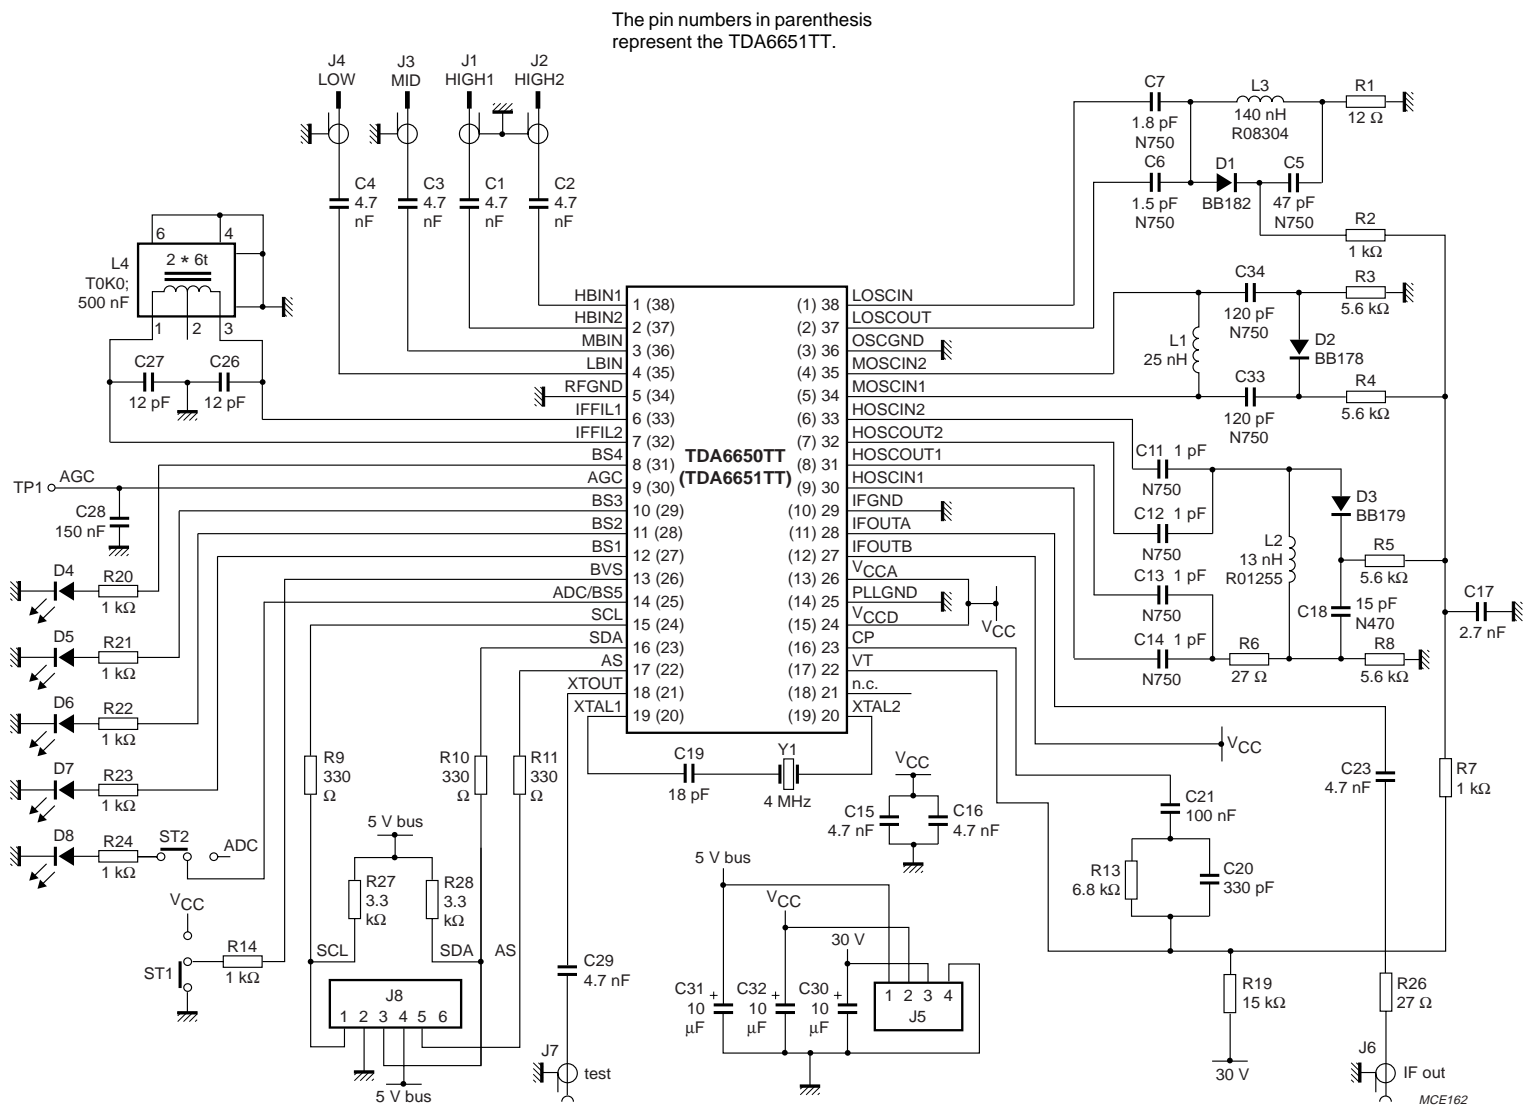 The pin numbers in parenthesis
represent the TDA6651TT.
J4
LOW
J3
MID
J1
HIGH1
J2
HIGH2
C4
4.7
nF
C3
4.7
nF
C1
4.7
nF
C2
4.7
nF
C7
1.8 pF
N750
L3
140 nH
R08304
R1
12 Ω
C6
1.5 pF
N750
D1
BB182
C5
47 pF
N750
R2
1 kΩ
6
4
L4
T0K0;
500 nF
2 * 6t
1
2
3
C27
12 pF
C26
12 pF
C34
120 pF
N750
R3
5.6 kΩ
L1
25 nH
D2
BB178
C33
120 pF
N750
R4
5.6 kΩ
HBIN1
1 (38)
(1) 38
LOSCIN
HBIN2
2 (37)
(2) 37
LOSCOUT
MBIN
3 (36)
(3) 36
OSCGND
LBIN
4 (35)
(4) 35
MOSCIN2
RFGND
5 (34)
(5) 34
MOSCIN1
IFFIL1
6 (33)
(6) 33
HOSCIN2
IFFIL2
7 (32)
(7) 32
HOSCOUT2
BS4
8 (31)
(8) 31
HOSCOUT1
AGC
9 (30)
(9) 30
HOSCIN1
BS3
10 (29)
(10) 29
IFGND
BS2
11 (28)
(11) 28
IFOUTA
BS1
12 (27)
(12) 27
IFOUTB
BVS
13 (26)
(13) 26
VCCA
ADC/BS5
14 (25)
(14) 25
PLLGND
SCL
15 (24)
(15) 24
VCCD
SDA
16 (23)
(16) 23
CP
AS
17 (22)
(17) 22
VT
XTOUT
18 (21)
(18) 21
n.c.
XTAL1
19 (20)
(19) 20
XTAL2
TDA6650TT
(TDA6651TT)
VCC
TP1
AGC
C28
150 nF
C11 1 pF
N750
C12 1 pF
N750
C13 1 pF
N750
C14 1 pF
N750
D3
BB179
L2
13 nH
R01255
R5
5.6 kΩ
C18
15 pF
N470
R6
27 Ω
R8
5.6 kΩ
C17
2.7 nF
D4
R20
1 kΩ
D5
R21
1 kΩ
D6
R22
1 kΩ
D7
R23
1 kΩ
D8
R24
1 kΩ
ST2
ADC
VCC
ST1
R14
1 kΩ
R9
330
Ω
R10
330
Ω
R11
330
Ω
5 V bus
R27
3.3
kΩ
R28
3.3
kΩ
SCL
SDA
AS
J8
1 2 3 4 5 6
5 V bus
C19
18 pF
Y1
4 MHz
C29
4.7 nF
J7
test
VCC
C15
4.7 nF
C16
4.7 nF
5 V bus
VCC
30 V
C31
+
10
μF
C32
+
10
μF
C30
+
10
μF
1 2 3 4
J5
VCC
C21
100 nF
R13
6.8 kΩ
C20
330 pF
C23
4.7 nF
R7
1 kΩ
R19
15 kΩ
30 V
R26
27 Ω
J6
IF out
MCE162